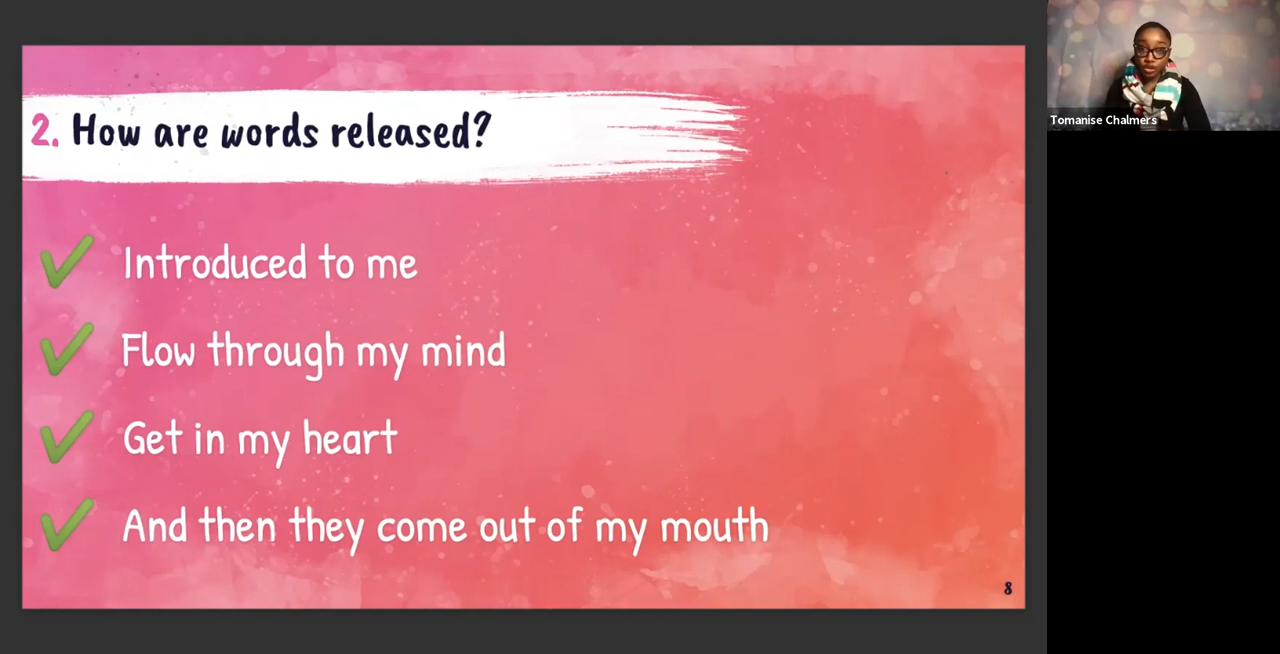 2. How are words released?
Introduced to me
Flow through my mind
Get in my heart
And then they come out of my mouth
8
Tomanise Chalmers